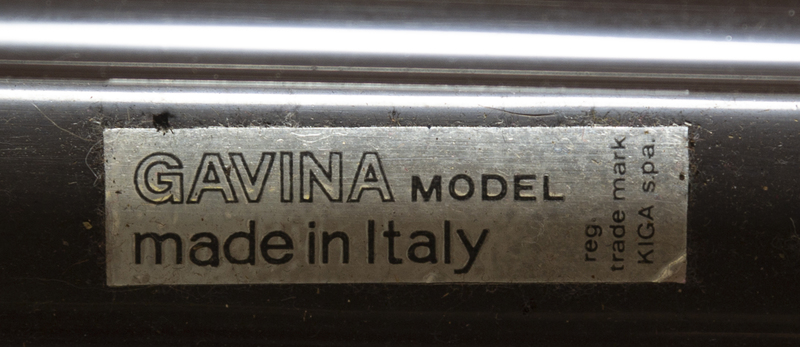 GAVINA MODEL
made in Italy
reg.
trade mark
KIGA s.p.a.